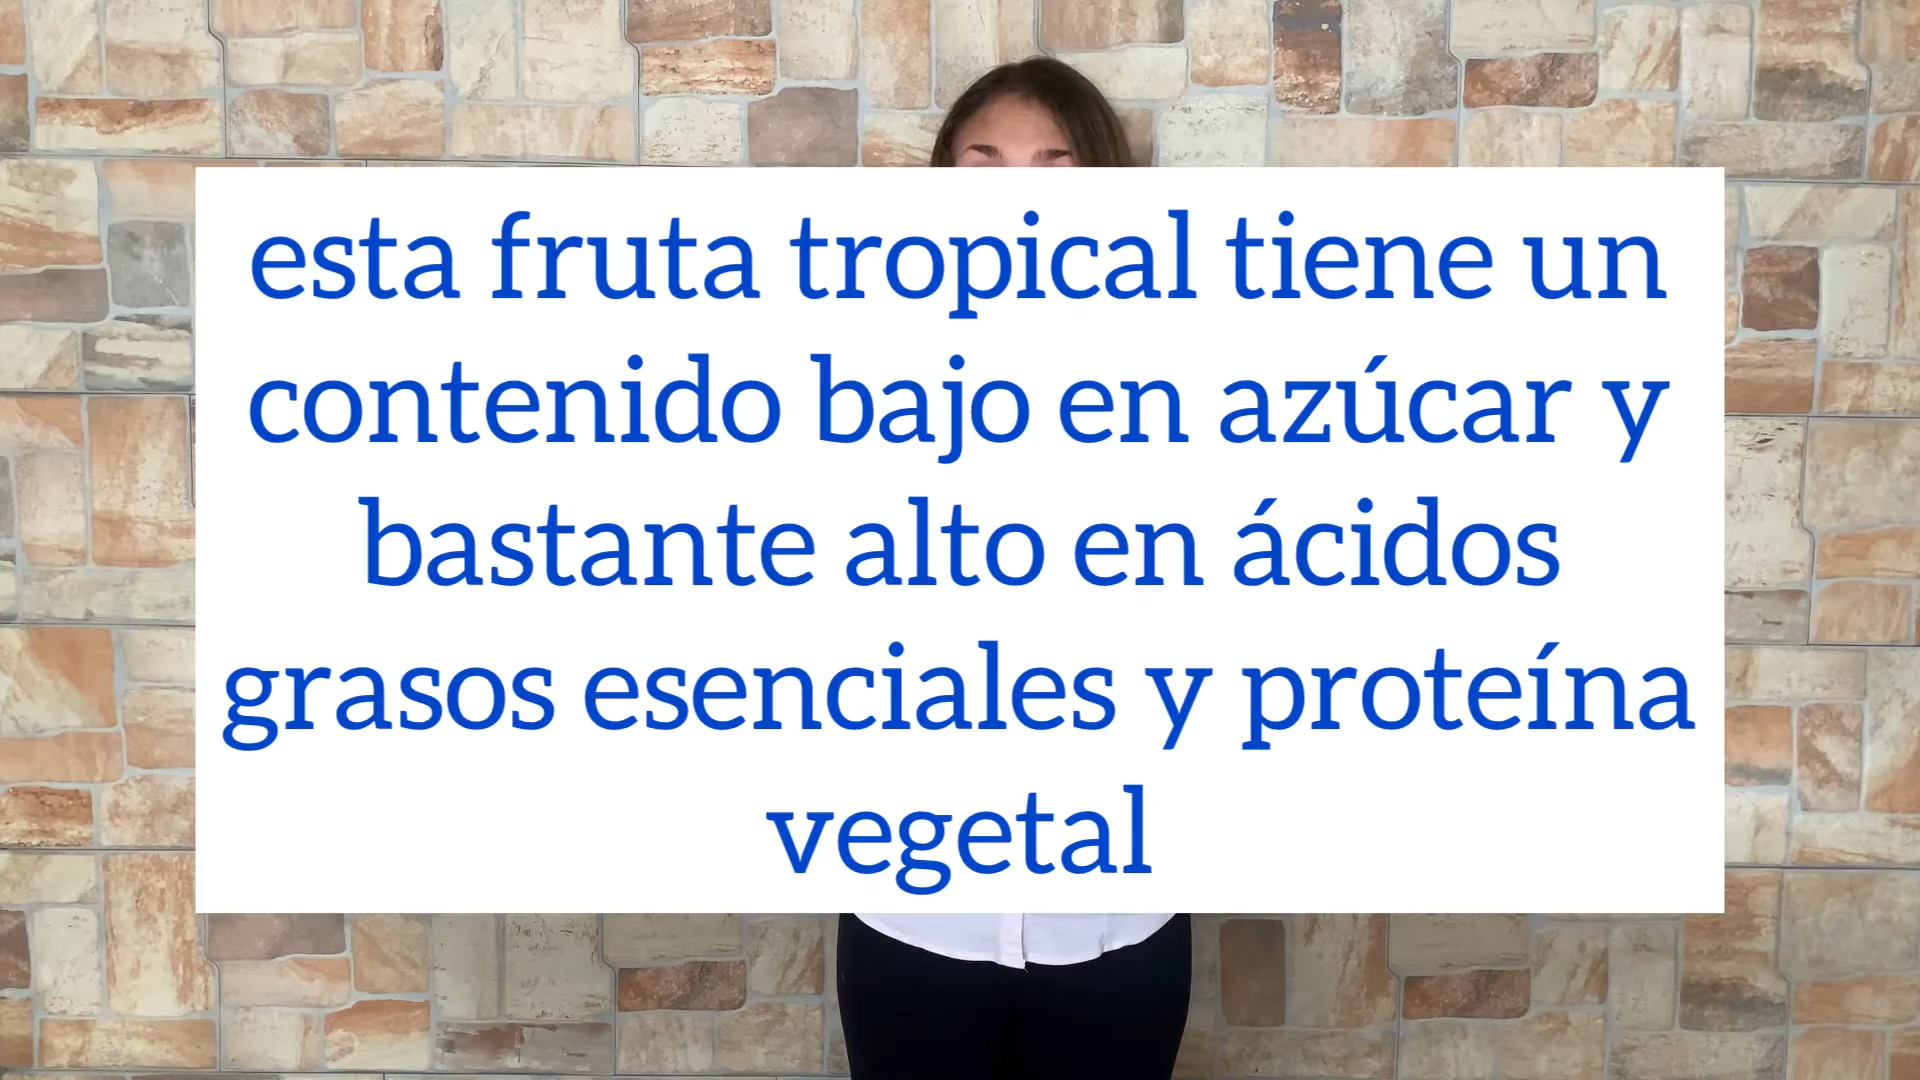 esta fruta tropical tiene un
contenido bajo en azúcar y
bastante alto en ácidos
grasos esenciales y proteína
vegetal